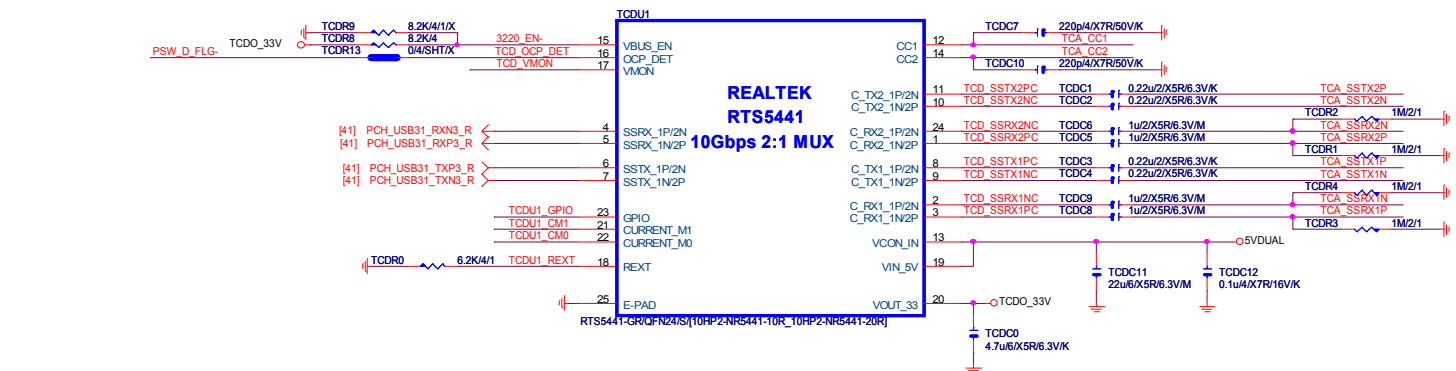 TCDR9 8.2K/4/1/X
TCDR8 8.2K/4
TCDO_33V
TCDR13 0/4/SHT/X
PSW_D_FLG-
3220_EN-
TCD_OCP_DET
TCD_VMON
15 VBUS_EN
16 OCP_DET
17 VMON
TCDU1
REALTEK
RTS5441
10Gbps 2:1 MUX
[41] PCH_USB31_RXN3_R 4 SSRX_1P/2N
[41] PCH_USB31_RXP3_R 5 SSRX_1N/2P
[41] PCH_USB31_TXP3_R 6 SSTX_1P/2N
[41] PCH_USB31_TXN3_R 7 SSTX_1N/2P
TCDU1_GPIO 23 GPIO
TCDU1_CM1 21 CURRENT_M1
TCDU1_CM0 22 CURRENT_M0
TCDR0 6.2K/4/1 TCDU1_REXT 18 REXT
25 E-PAD
RTS5441-GR/QFN24/S/[10HP2-NR5441-10R_10HP2-NR5441-20R]
TCDC7 220p/4/X7R/50V/K
CC1 12 TCA_CC1
CC2 14 TCA_CC2
TCDC10 220p/4/X7R/50V/K
C_TX2_1P/2N 11 TCD_SSTX2PC TCDC1 0.22u/2/X5R/6.3V/K TCA_SSTX2P
C_TX2_1N/2P 10 TCD_SSTX2NC TCDC2 0.22u/2/X5R/6.3V/K TCA_SSTX2N
TCDR2 1M/2/1
C_RX2_1P/2N 24 TCD_SSRX2NC TCDC6 1u/2/X5R/6.3V/M TCA_SSRX2N
C_RX2_1N/2P 1 TCD_SSRX2PC TCDC5 1u/2/X5R/6.3V/M TCA_SSRX2P
TCDR1 1M/2/1
C_TX1_1P/2N 8 TCD_SSTX1PC TCDC3 0.22u/2/X5R/6.3V/K TCA_SSTX1P
C_TX1_1N/2P 9 TCD_SSTX1NC TCDC4 0.22u/2/X5R/6.3V/K TCA_SSTX1N
TCDR4 1M/2/1
C_RX1_1P/2N 2 TCD_SSRX1NC TCDC9 1u/2/X5R/6.3V/M TCA_SSRX1N
C_RX1_1N/2P 3 TCD_SSRX1PC TCDC8 1u/2/X5R/6.3V/M TCA_SSRX1P
TCDR3 1M/2/1
VCON_IN 13 5VDUAL
VIN_5V 19
TCDC11
22u/6/X5R/6.3V/M
TCDC12
0.1u/4/X7R/16V/K
VOUT_33 20 TCDO_33V
TCDC0
4.7u/6/X5R/6.3V/K